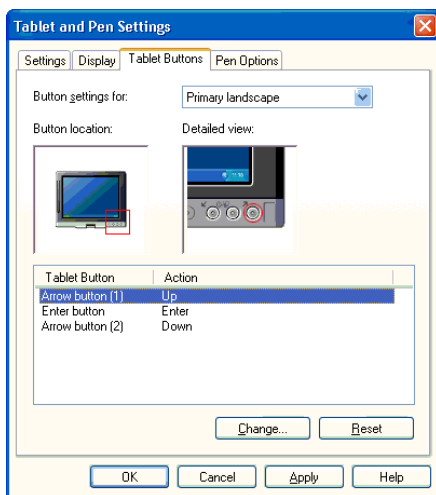 Tablet and Pen Settings
Settings Display Tablet Buttons Pen Options
Button settings for: Primary landscape
Button location: Detailed view:
Tablet Button Action
Arrow button (1) Up
Enter button Enter
Arrow button (2) Down
Change... Reset
OK Cancel Apply Help